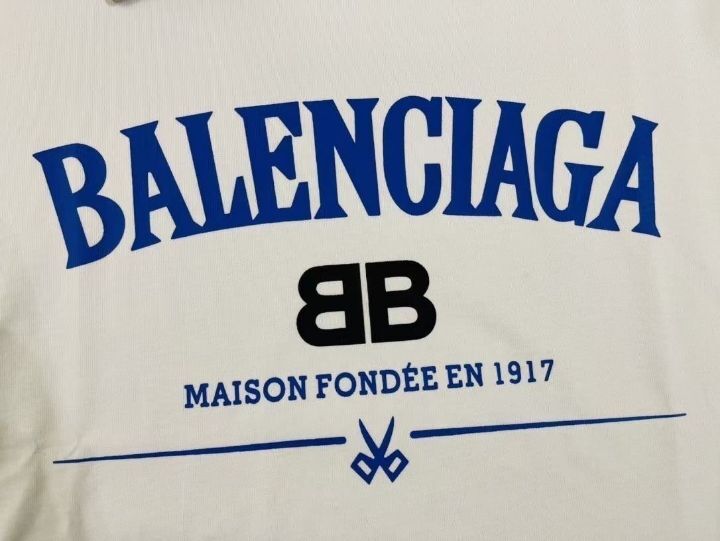 BALENCIAGA
BB
MAISON FONDÉE EN 1917